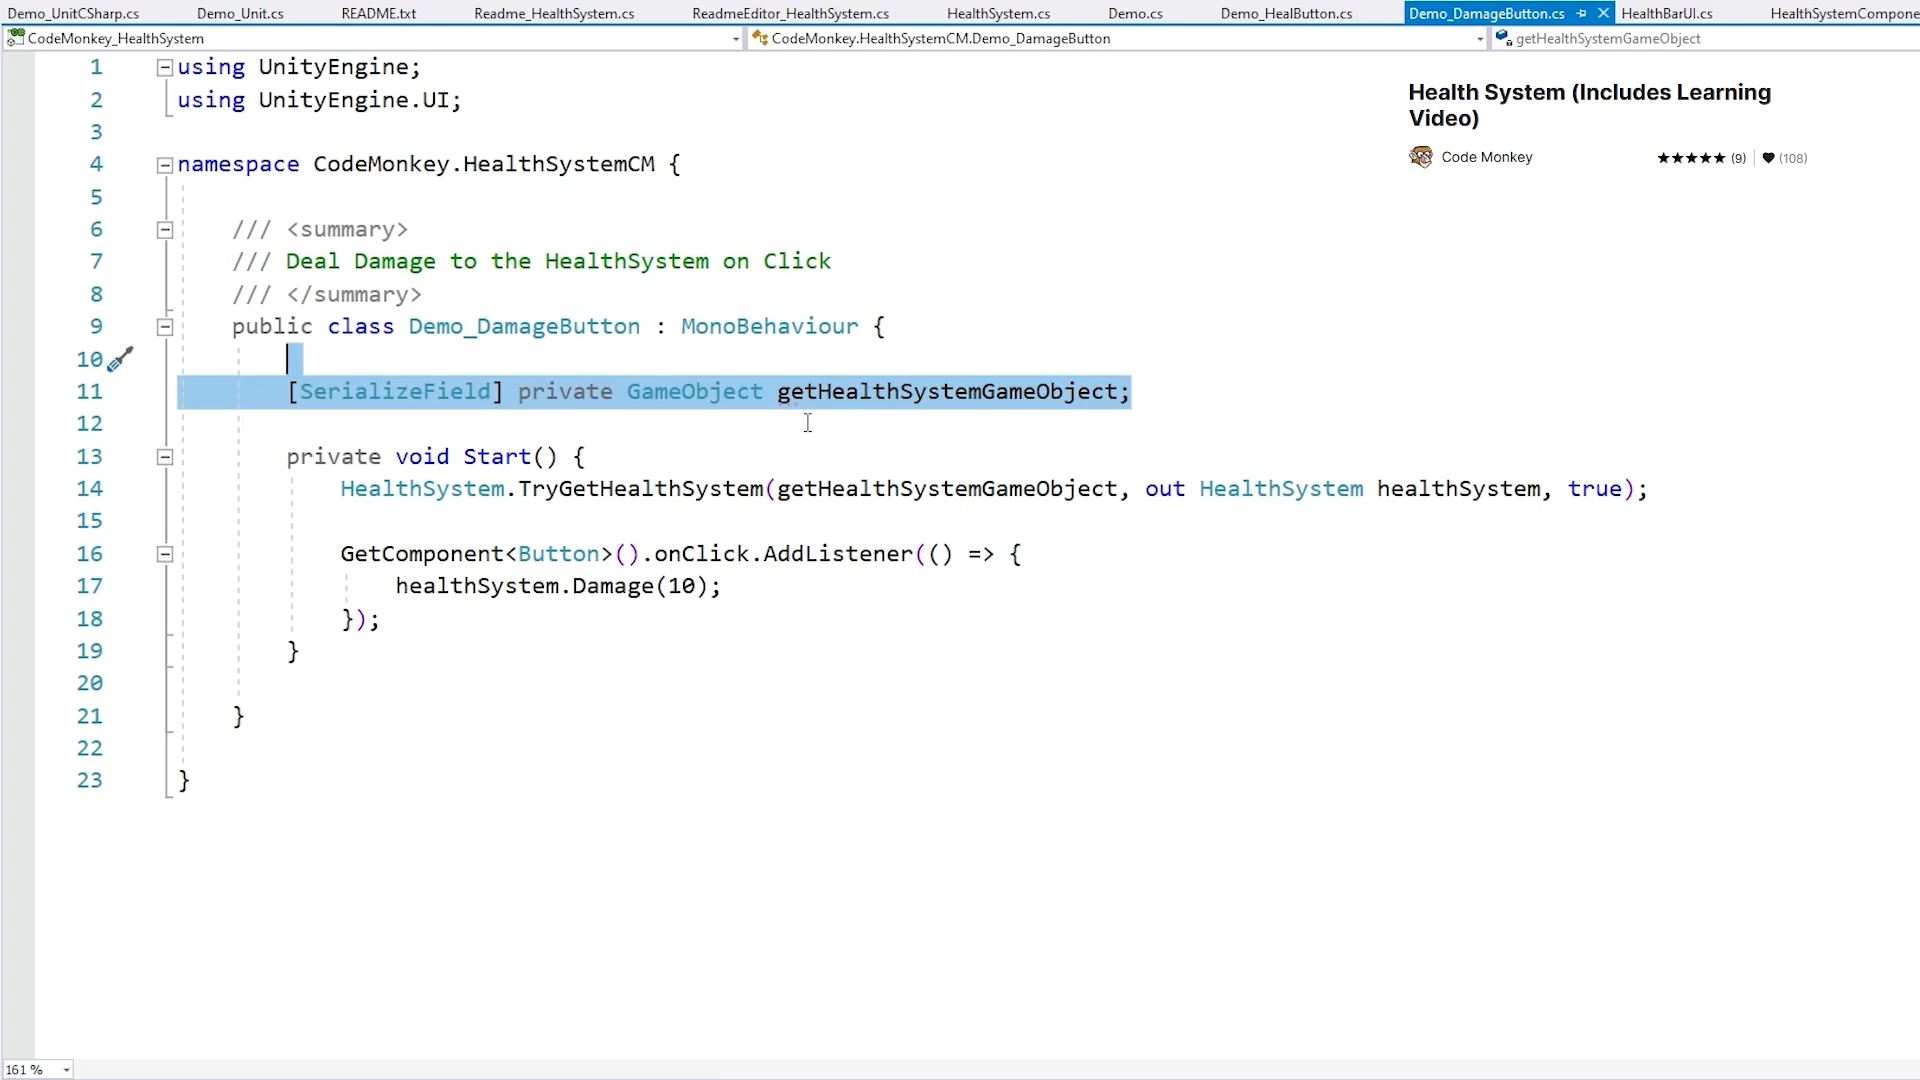 Demo_UnitCSharp.cs Demo_Unit.cs README.txt Readme_HealthSystem.cs ReadmeEditor_HealthSystem.cs HealthSystem.cs Demo.cs Demo_HealButton.cs Demo_DamageButton.cs HealthBarUI.cs HealthSystemCompone
CodeMonkey_HealthSystem CodeMonkey.HealthSystemCM.Demo_DamageButton getHealthSystemGameObject
Health System (Includes Learning
Video)
Code Monkey ★★★★★ (9) (108)
1 using UnityEngine;
2 using UnityEngine.UI;
3
4 namespace CodeMonkey.HealthSystemCM {
5
6 /// <summary>
7 /// Deal Damage to the HealthSystem on Click
8 /// </summary>
9 public class Demo_DamageButton : MonoBehaviour {
10
11 [SerializeField] private GameObject getHealthSystemGameObject;
12
13 private void Start() {
14 HealthSystem.TryGetHealthSystem(getHealthSystemGameObject, out HealthSystem healthSystem, true);
15
16 GetComponent<Button>().onClick.AddListener(() => {
17 healthSystem.Damage(10);
18 });
19 }
20
21 }
22
23 }
161 %